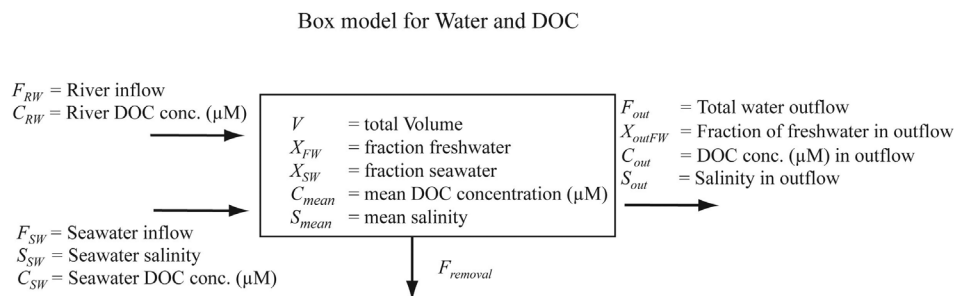 Box model for Water and DOC
F_RW = River inflow
C_RW = River DOC conc. (µM)
F_SW = Seawater inflow
S_SW = Seawater salinity
C_SW = Seawater DOC conc. (µM)
V = total Volume
X_FW = fraction freshwater
X_SW = fraction seawater
C_mean = mean DOC concentration (µM)
S_mean = mean salinity
F_removal
F_out = Total water outflow
X_outFW = Fraction of freshwater in outflow
C_out = DOC conc. (µM) in outflow
S_out = Salinity in outflow